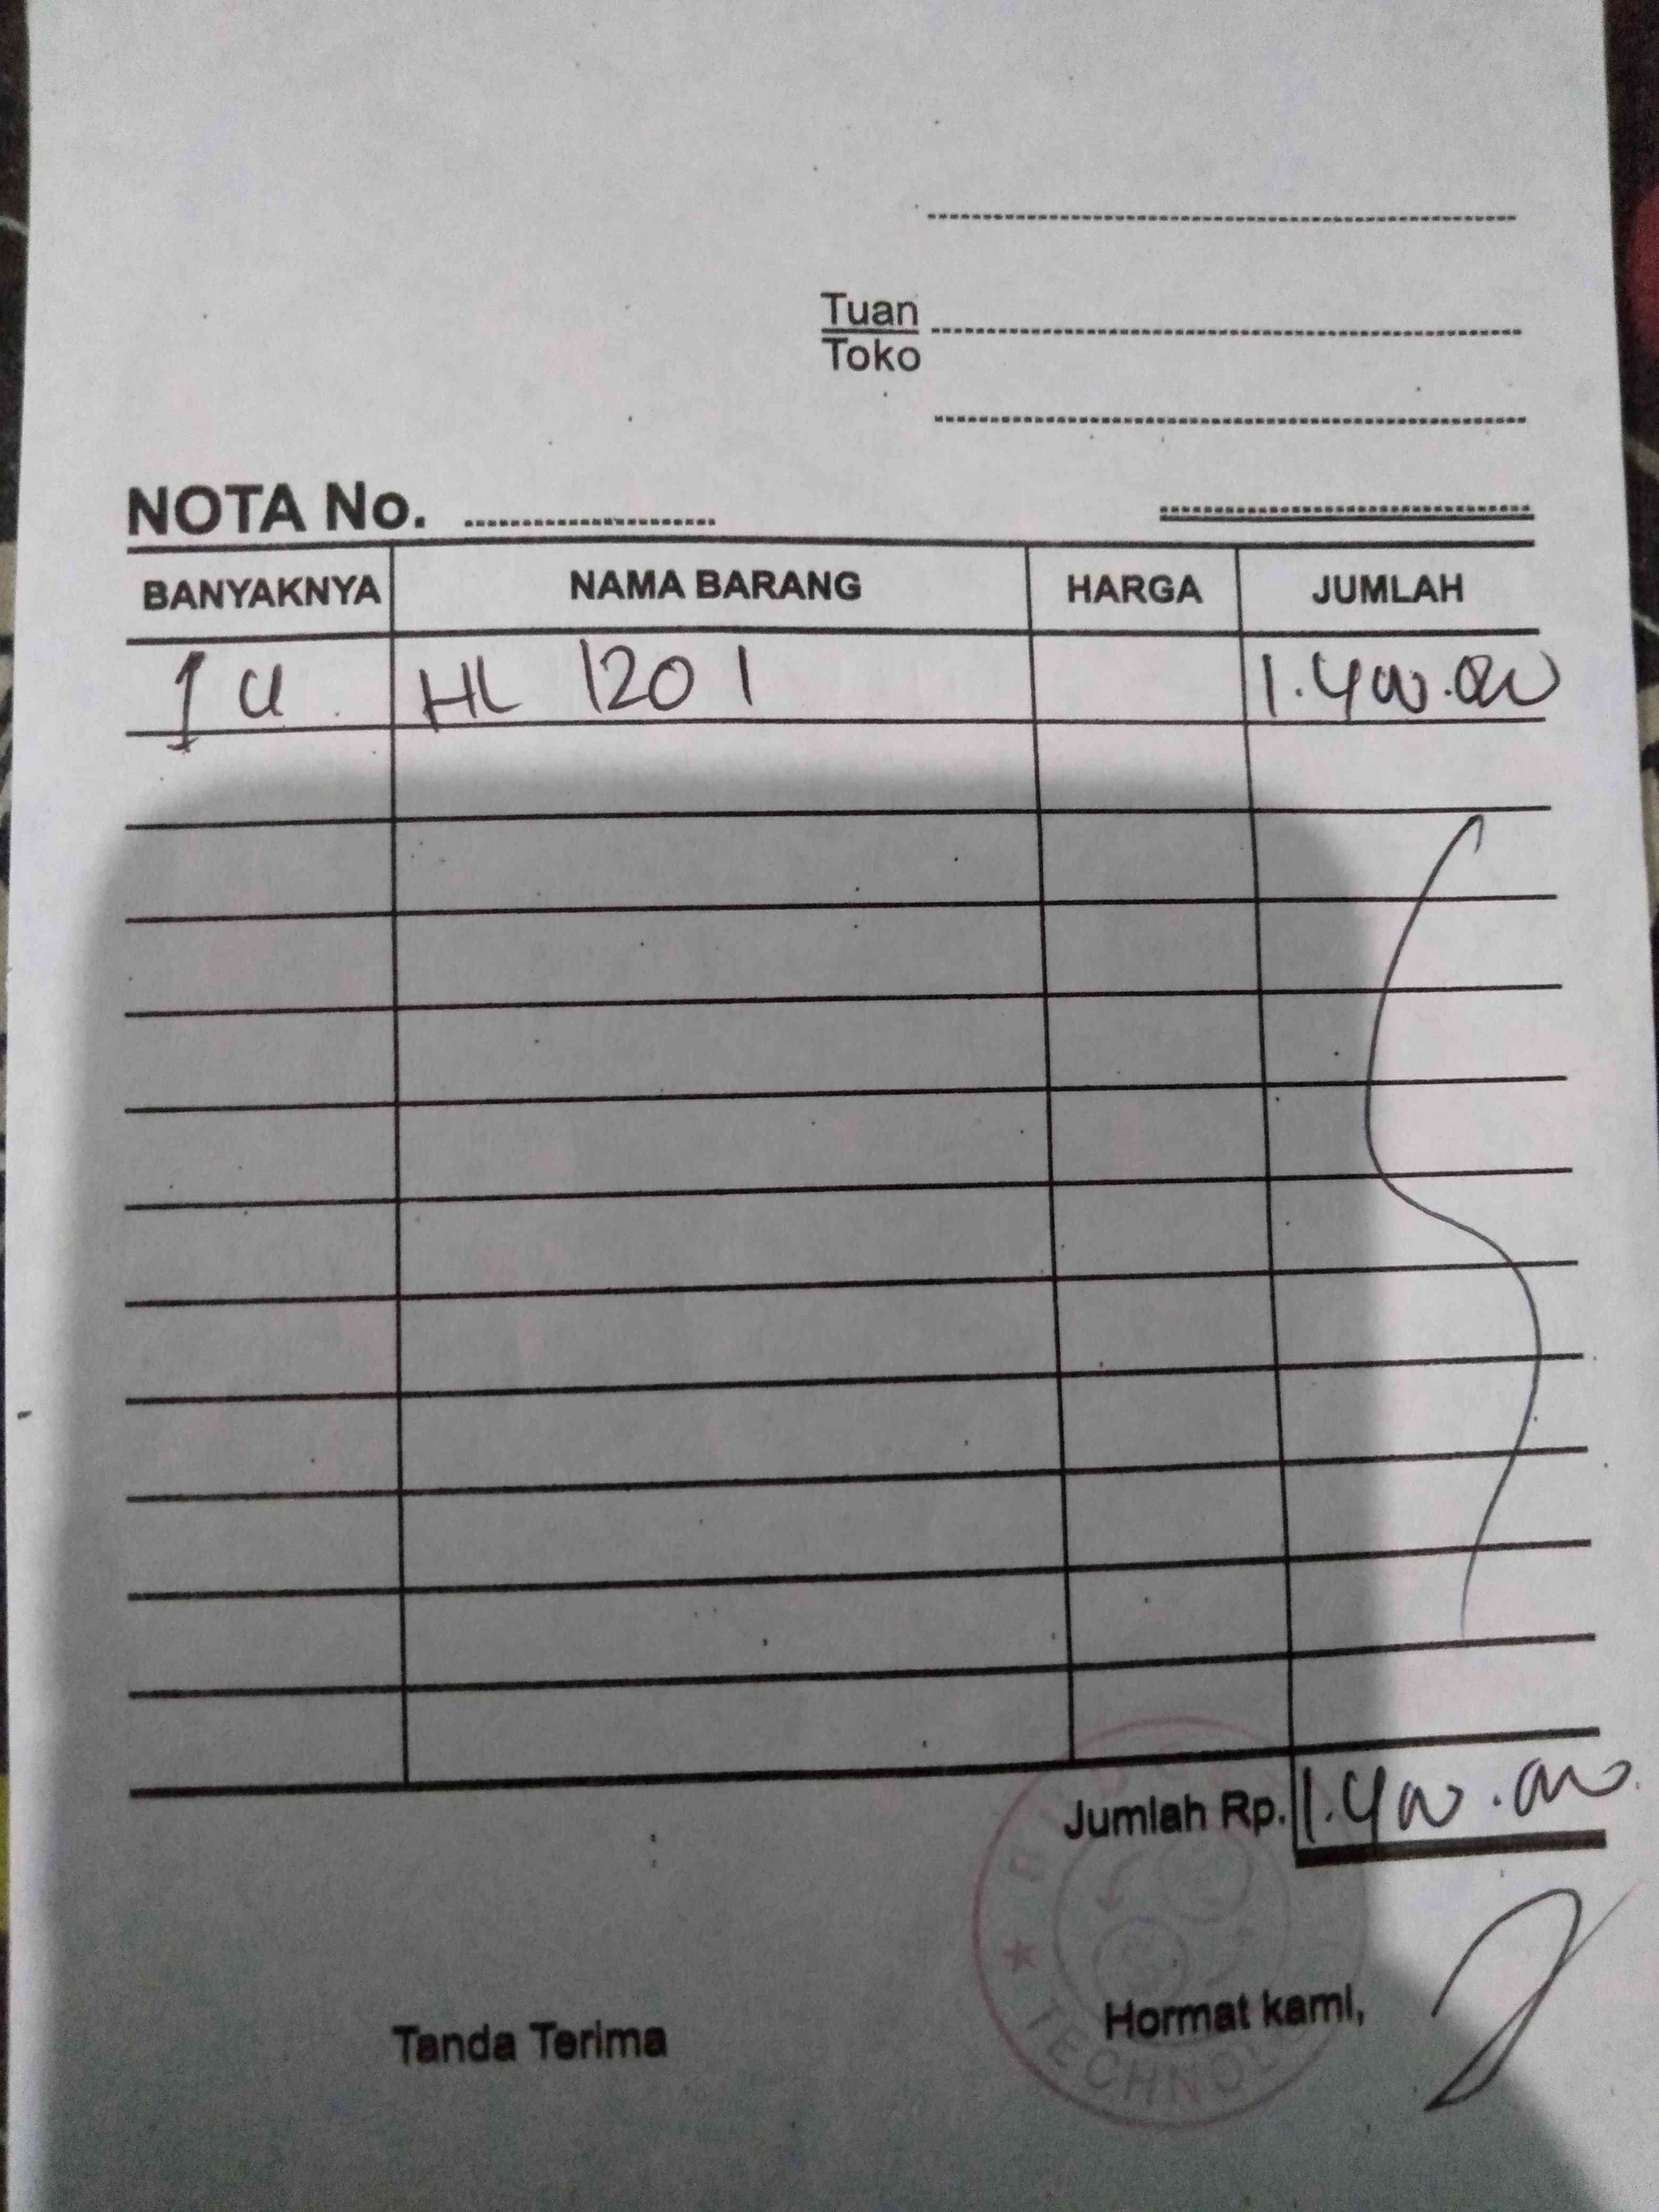 Tuan
Toko
NOTA No.
BANYAKNYA NAMA BARANG HARGA JUMLAH
1 u HL 1201 1.400.000
Jumlah Rp. 1.400.000
Tanda Terima Hormat kami,